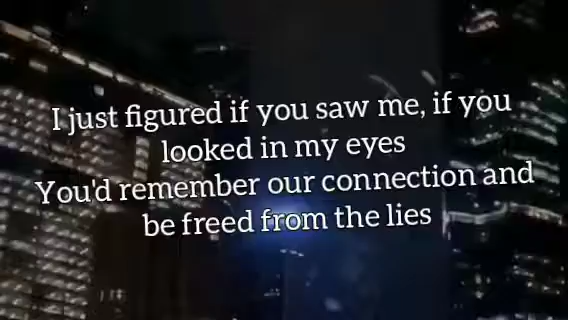 I just figured if you saw me, if you
looked in my eyes
You'd remember our connection and
be freed from the lies